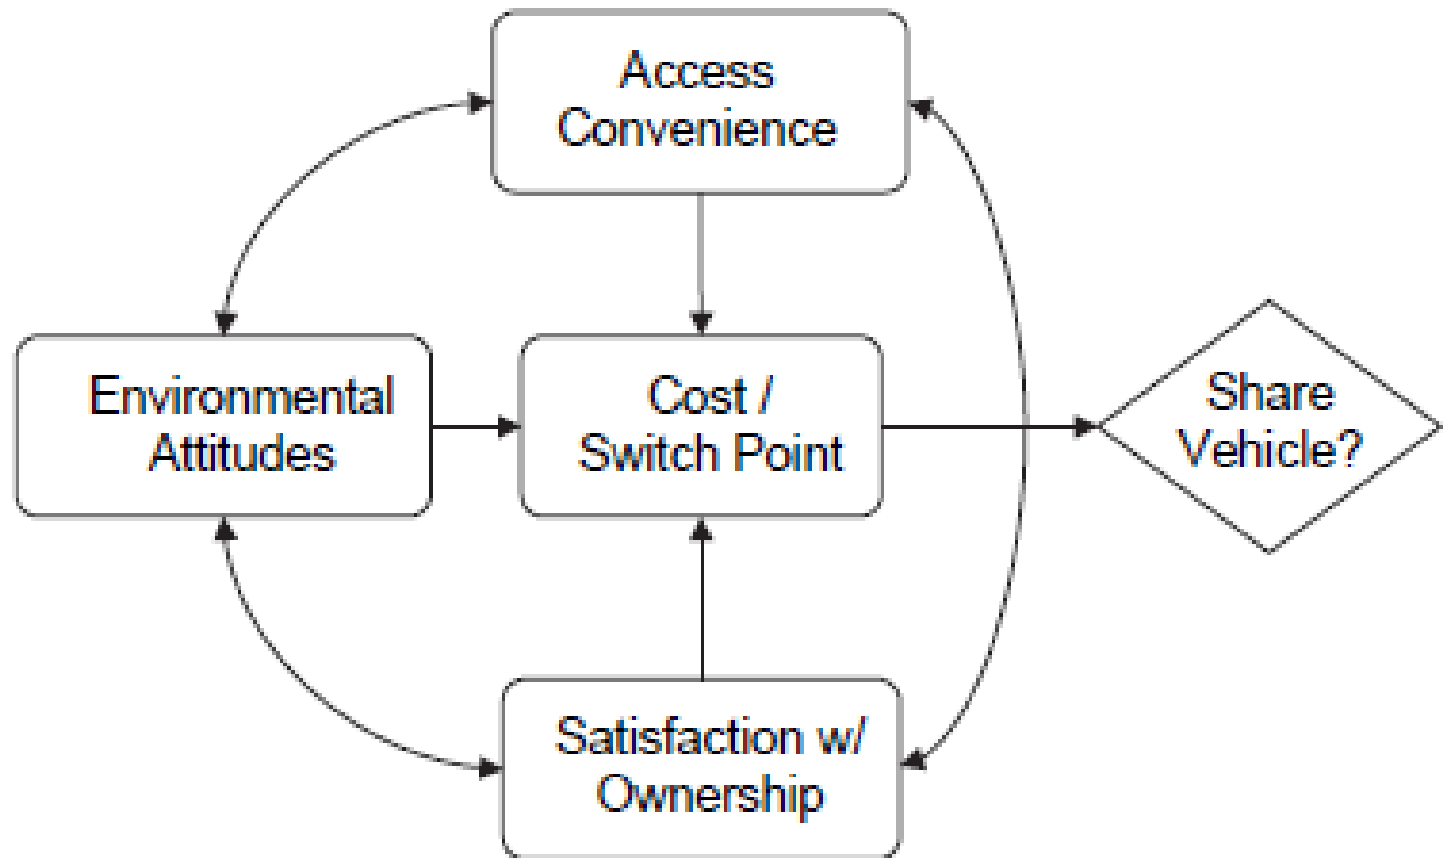 Access
Convenience
Environmental
Attitudes
Cost /
Switch Point
Share
Vehicle?
Satisfaction w/
Ownership